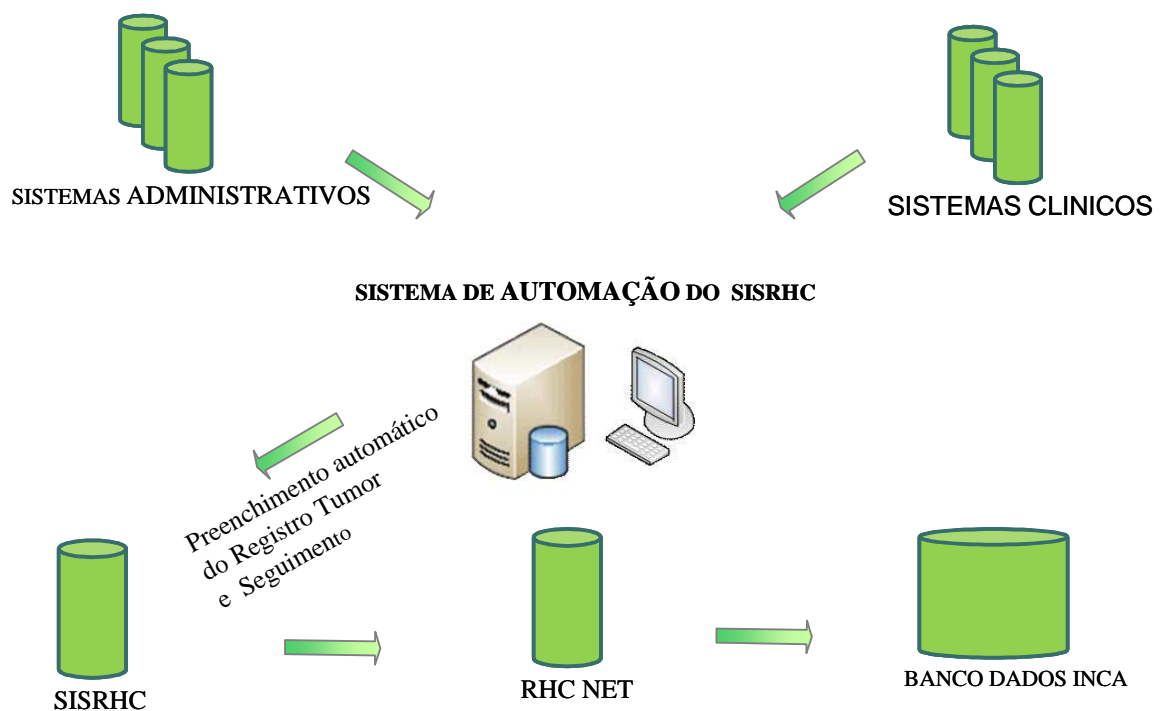 SISTEMAS ADMINISTRATIVOS
SISTEMAS CLINICOS
SISTEMA DE AUTOMAÇÃO DO SISRHC
Preenchimento automático
do Registro Tumor
e Seguimento
SISRHC
RHC NET
BANCO DADOS INCA